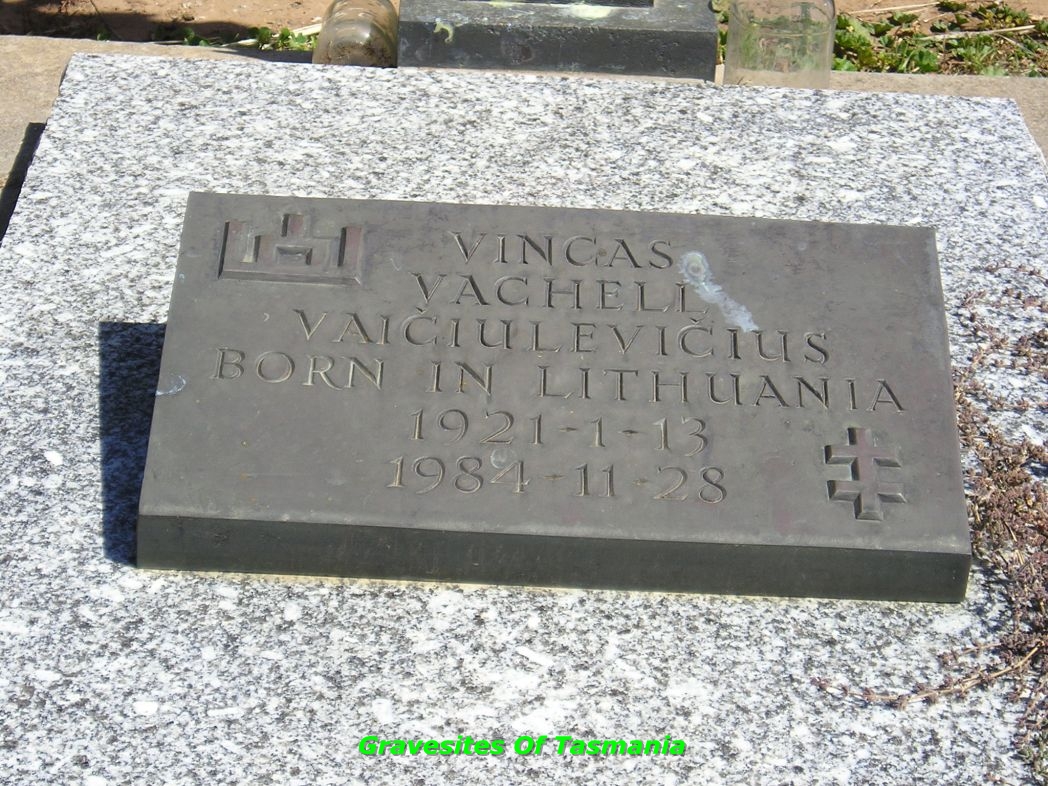 VINCAS
VACHELL
VAIČIULEVIČIUS
BORN IN LITHUANIA
1921-1-13
1984-11-28
Gravesites Of Tasmania